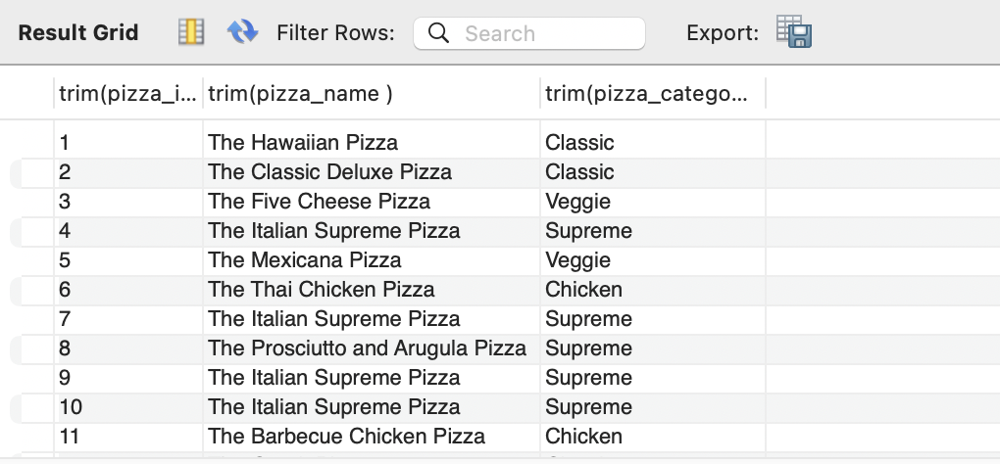 Result Grid Filter Rows: Search Export:
trim(pizza_i... trim(pizza_name ) trim(pizza_catego...
1 The Hawaiian Pizza Classic
2 The Classic Deluxe Pizza Classic
3 The Five Cheese Pizza Veggie
4 The Italian Supreme Pizza Supreme
5 The Mexicana Pizza Veggie
6 The Thai Chicken Pizza Chicken
7 The Italian Supreme Pizza Supreme
8 The Prosciutto and Arugula Pizza Supreme
9 The Italian Supreme Pizza Supreme
10 The Italian Supreme Pizza Supreme
11 The Barbecue Chicken Pizza Chicken